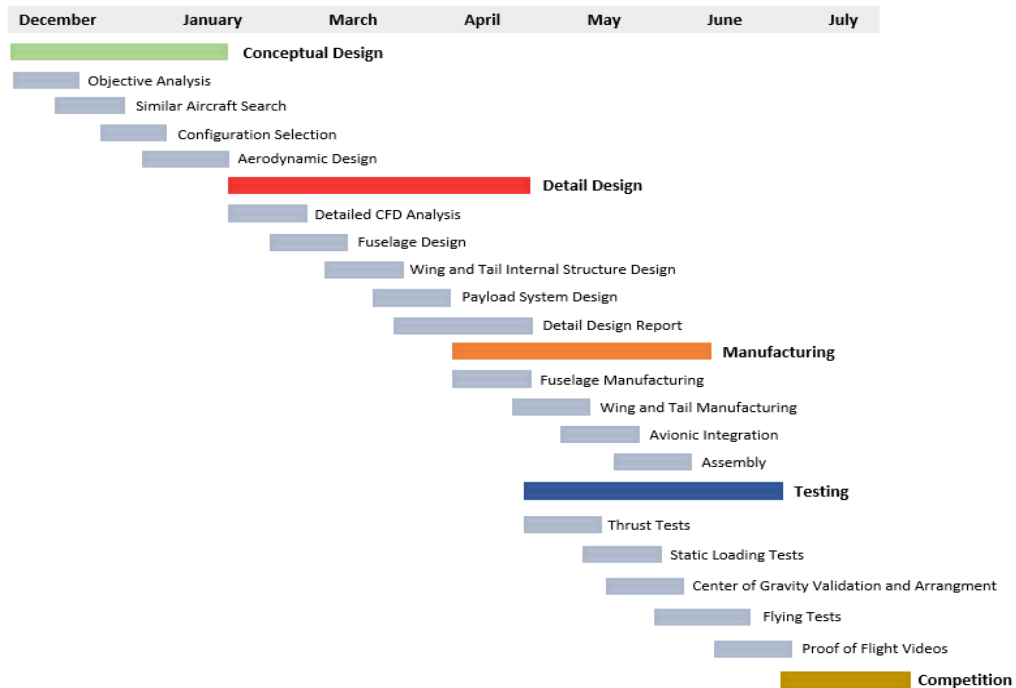 December January March April May June July
Conceptual Design
Objective Analysis
Similar Aircraft Search
Configuration Selection
Aerodynamic Design
Detail Design
Detailed CFD Analysis
Fuselage Design
Wing and Tail Internal Structure Design
Payload System Design
Detail Design Report
Manufacturing
Fuselage Manufacturing
Wing and Tail Manufacturing
Avionic Integration
Assembly
Testing
Thrust Tests
Static Loading Tests
Center of Gravity Validation and Arrangment
Flying Tests
Proof of Flight Videos
Competition